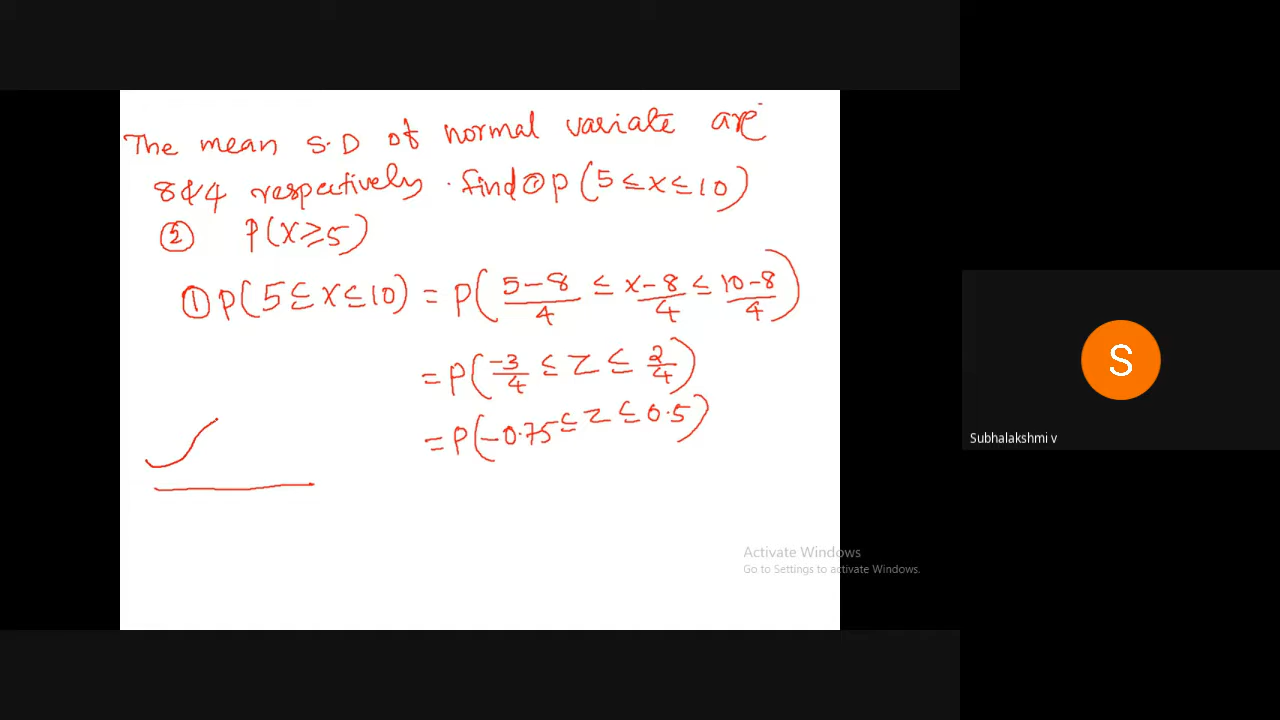 The mean S.D of normal variate are
8 & 4 respectively. find ① P(5 ≤ x ≤ 10)
② P(X ≥ 5)
① P(5 ≤ x ≤ 10) = P(5-8/4 ≤ x-8/4 ≤ 10-8/4)
= P(-3/4 ≤ Z ≤ 2/4)
= P(-0.75 ≤ Z ≤ 0.5)
S
Subhalakshmi v
Activate Windows
Go to Settings to activate Windows.